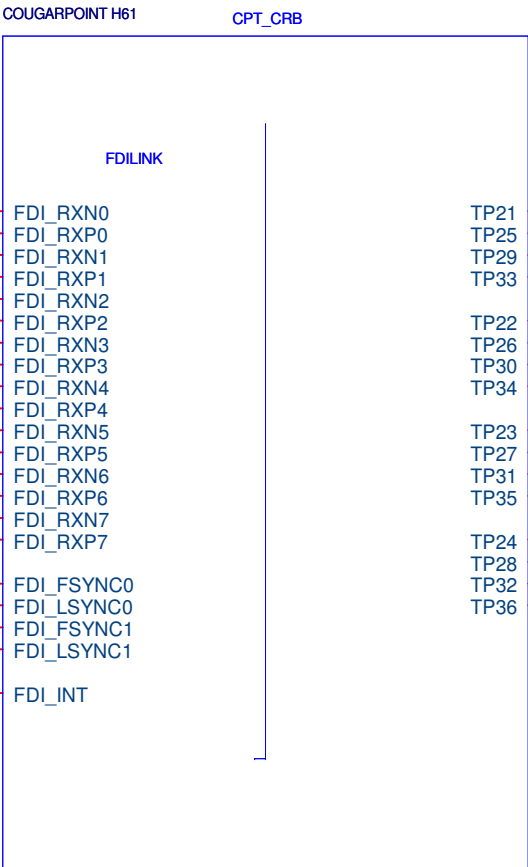 COUGARPOINT H61
CPT_CRB
FDILINK
FDI_RXN0
FDI_RXP0
FDI_RXN1
FDI_RXP1
FDI_RXN2
FDI_RXP2
FDI_RXN3
FDI_RXP3
FDI_RXN4
FDI_RXP4
FDI_RXN5
FDI_RXP5
FDI_RXN6
FDI_RXP6
FDI_RXN7
FDI_RXP7
FDI_FSYNC0
FDI_LSYNC0
FDI_FSYNC1
FDI_LSYNC1
FDI_INT
TP21
TP25
TP29
TP33
TP22
TP26
TP30
TP34
TP23
TP27
TP31
TP35
TP24
TP28
TP32
TP36